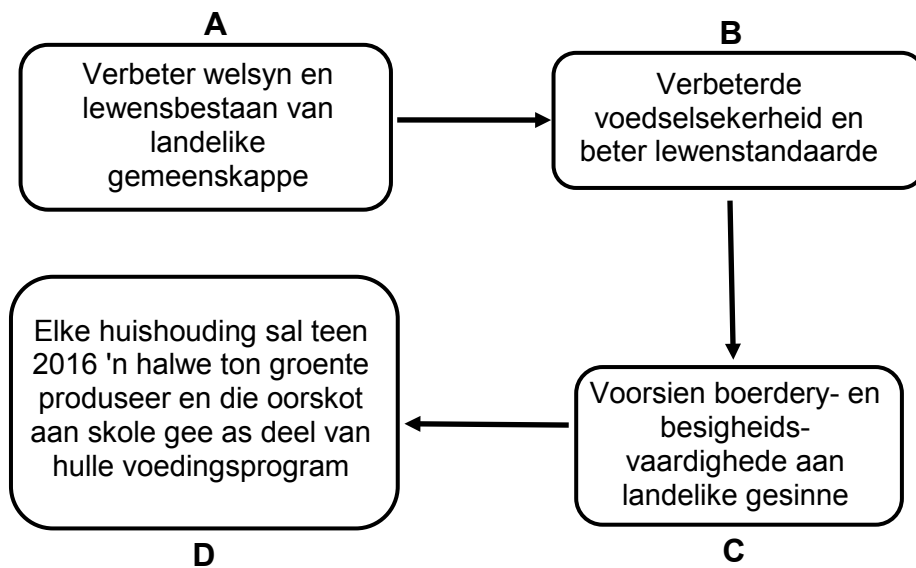 A
Verbeter welsyn en
lewensbestaan van
landelike
gemeenskappe
B
Verbeterde
voedselsekerheid en
beter lewenstandaarde
Voorsien boerdery- en
besigheids-
vaardighede aan
landelike gesinne
C
Elke huishouding sal teen
2016 'n halwe ton groente
produseer en die oorskot
aan skole gee as deel van
hulle voedingsprogram
D